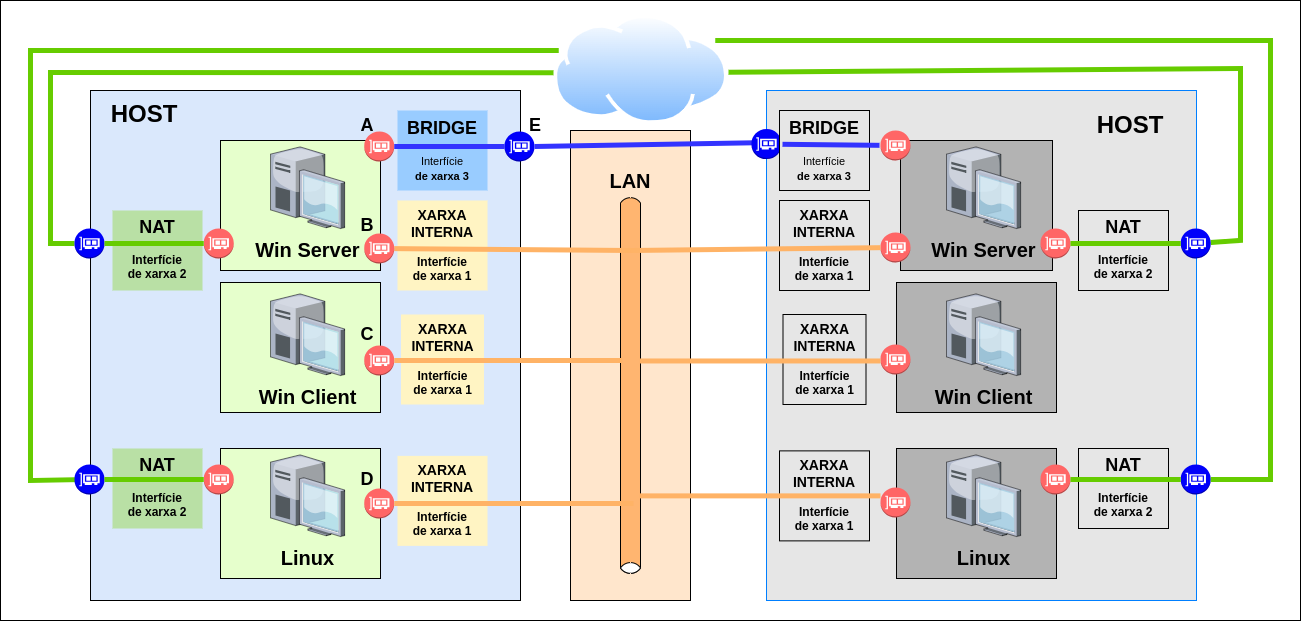 HOST
A
BRIDGE
Interfície
de xarxa 3
E
B
XARXA
INTERNA
Interfície
de xarxa 1
NAT
Interfície
de xarxa 2
Win Server
C
XARXA
INTERNA
Interfície
de xarxa 1
Win Client
NAT
Interfície
de xarxa 2
D
XARXA
INTERNA
Interfície
de xarxa 1
Linux
LAN
HOST
BRIDGE
Interfície
de xarxa 3
XARXA
INTERNA
Interfície
de xarxa 1
Win Server
NAT
Interfície
de xarxa 2
XARXA
INTERNA
Interfície
de xarxa 1
Win Client
XARXA
INTERNA
Interfície
de xarxa 1
Linux
NAT
Interfície
de xarxa 2